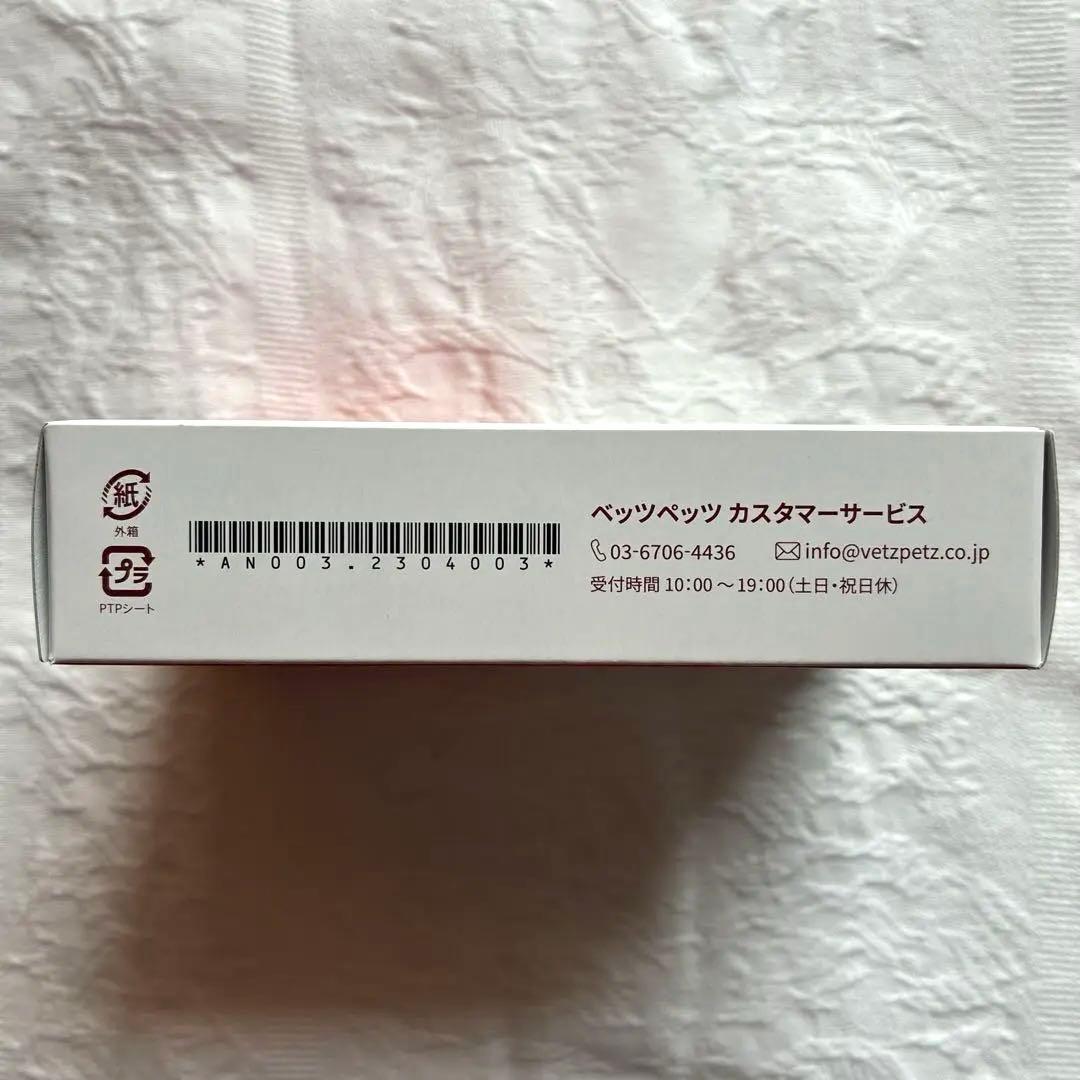 紙
外箱
プラ
PTPシート
*AN003.2304003*
ベッツペッツ カスタマーサービス
03-6706-4436 info@vetzpetz.co.jp
受付時間 10:00～19:00（土日・祝日休）